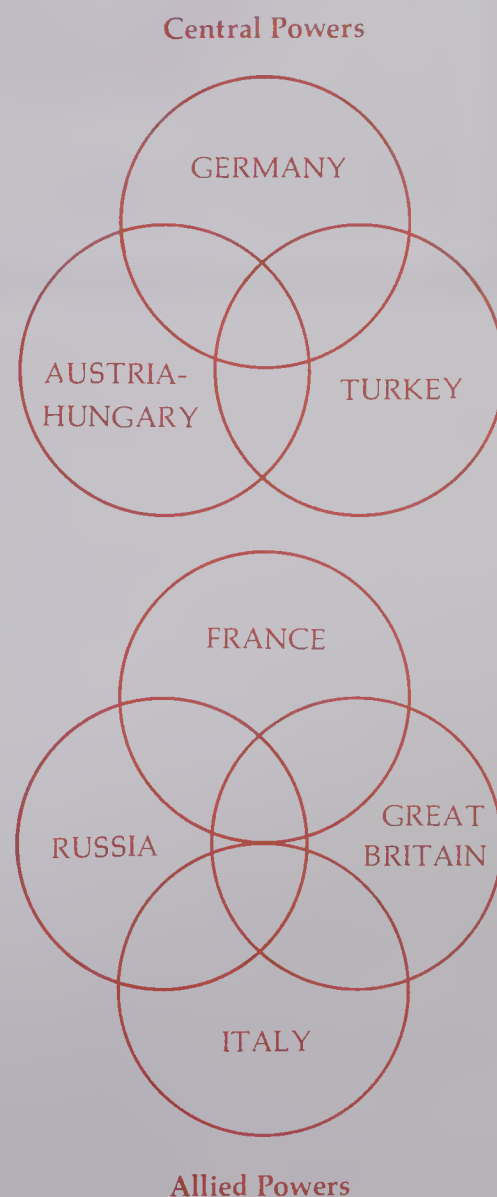 Central Powers
GERMANY
AUSTRIA-
HUNGARY
TURKEY
FRANCE
RUSSIA
GREAT
BRITAIN
ITALY
Allied Powers